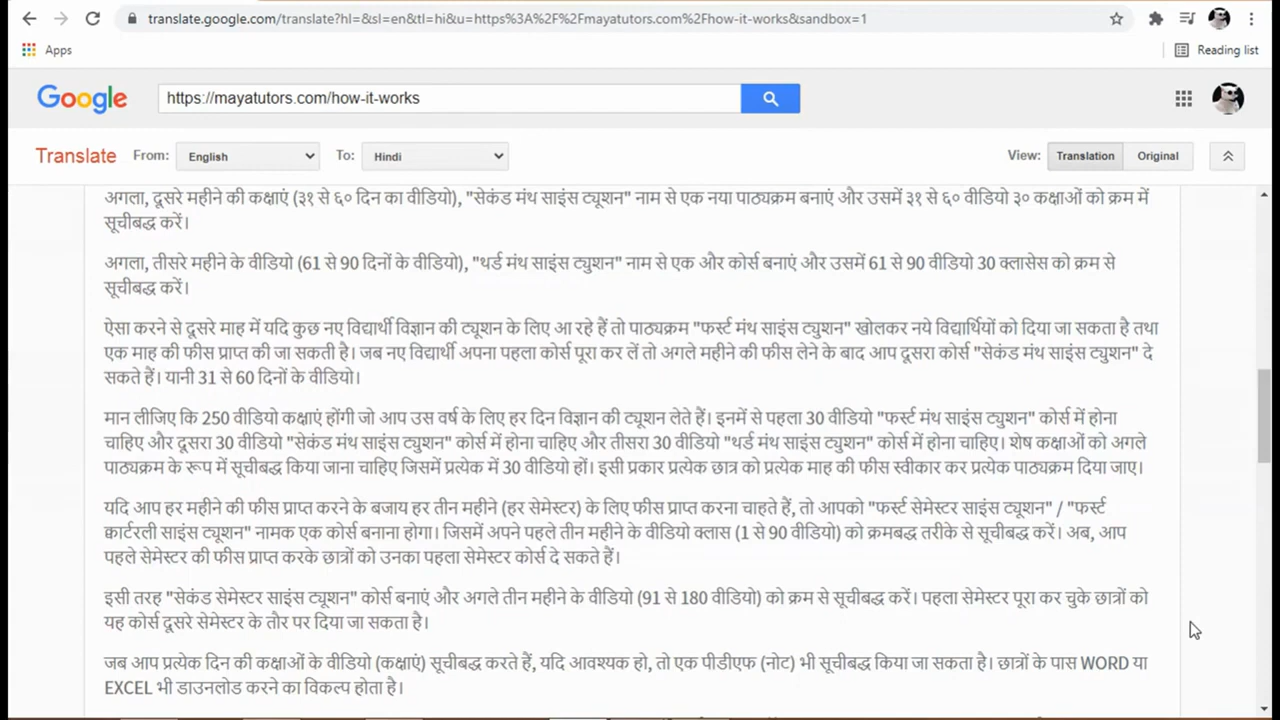 translate.google.com/translate?hl=&sl=en&tl=hi&u=https%3A%2F%2Fmayatutors.com%2Fhow-it-works&sandbox=1
Apps
Reading list
Google
https://mayatutors.com/how-it-works
Translate From: English To: Hindi View: Translation Original
अगला, दूसरे महीने की कक्षाएं (३१ से ६० दिन का वीडियो), "सेकंड मंथ साइंस ट्यूशन" नाम से एक नया पाठ्यक्रम बनाएं और उसमें ३१ से ६० वीडियो ३० कक्षाओं को क्रम में
सूचीबद्ध करें।
अगला, तीसरे महीने के वीडियो (61 से 90 दिनों के वीडियो), "थर्ड मंथ साइंस ट्युशन" नाम से एक और कोर्स बनाएं और उसमें 61 से 90 वीडियो 30 क्लासेस को क्रम से
सूचीबद्ध करें।
ऐसा करने से दूसरे माह में यदि कुछ नए विद्यार्थी विज्ञान की ट्यूशन के लिए आ रहे हैं तो पाठ्यक्रम "फर्स्ट मंथ साइंस ट्युशन" खोलकर नये विद्यार्थियों को दिया जा सकता है तथा
एक माह की फीस प्राप्त की जा सकती है। जब नए विद्यार्थी अपना पहला कोर्स पूरा कर लें तो अगले महीने की फीस लेने के बाद आप दूसरा कोर्स "सेकंड मंथ साइंस ट्युशन" दे
सकते हैं। यानी 31 से 60 दिनों के वीडियो।
मान लीजिए कि 250 वीडियो कक्षाएं होंगी जो आप उस वर्ष के लिए हर दिन विज्ञान की ट्यूशन लेते हैं। इनमें से पहला 30 वीडियो "फर्स्ट मंथ साइंस ट्युशन" कोर्स में होना
चाहिए और दूसरा 30 वीडियो "सेकंड मंथ साइंस ट्युशन" कोर्स में होना चाहिए और तीसरा 30 वीडियो "थर्ड मंथ साइंस ट्युशन" कोर्स में होना चाहिए। शेष कक्षाओं को अगले
पाठ्यक्रम के रूप में सूचीबद्ध किया जाना चाहिए जिसमें प्रत्येक में 30 वीडियो हों। इसी प्रकार प्रत्येक छात्र को प्रत्येक माह की फीस स्वीकार कर प्रत्येक पाठ्यक्रम दिया जाए।
यदि आप हर महीने की फीस प्राप्त करने के बजाय हर तीन महीने (हर सेमेस्टर) के लिए फीस प्राप्त करना चाहते हैं, तो आपको "फर्स्ट सेमेस्टर साइंस ट्यूशन" / "फर्स्ट
क्वार्टरली साइंस ट्यूशन" नामक एक कोर्स बनाना होगा। जिसमें अपने पहले तीन महीने के वीडियो क्लास (1 से 90 वीडियो) को क्रमबद्ध तरीके से सूचीबद्ध करें। अब, आप
पहले सेमेस्टर की फीस प्राप्त करके छात्रों को उनका पहला सेमेस्टर कोर्स दे सकते हैं।
इसी तरह "सेकंड सेमेस्टर साइंस ट्यूशन" कोर्स बनाएं और अगले तीन महीने के वीडियो (91 से 180 वीडियो) को क्रम से सूचीबद्ध करें। पहला सेमेस्टर पूरा कर चुके छात्रों को
यह कोर्स दूसरे सेमेस्टर के तौर पर दिया जा सकता है।
जब आप प्रत्येक दिन की कक्षाओं के वीडियो (कक्षाएं) सूचीबद्ध करते हैं, यदि आवश्यक हो, तो एक पीडीएफ (नोट) भी सूचीबद्ध किया जा सकता है। छात्रों के पास WORD या
EXCEL भी डाउनलोड करने का विकल्प होता है।